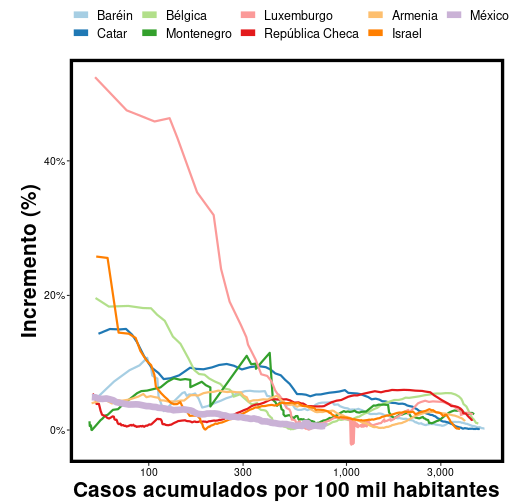 Baréin Bélgica Luxemburgo Armenia México
Catar Montenegro República Checa Israel
40%
20%
0%
Incremento (%)
100 300 1,000 3,000
Casos acumulados por 100 mil habitantes